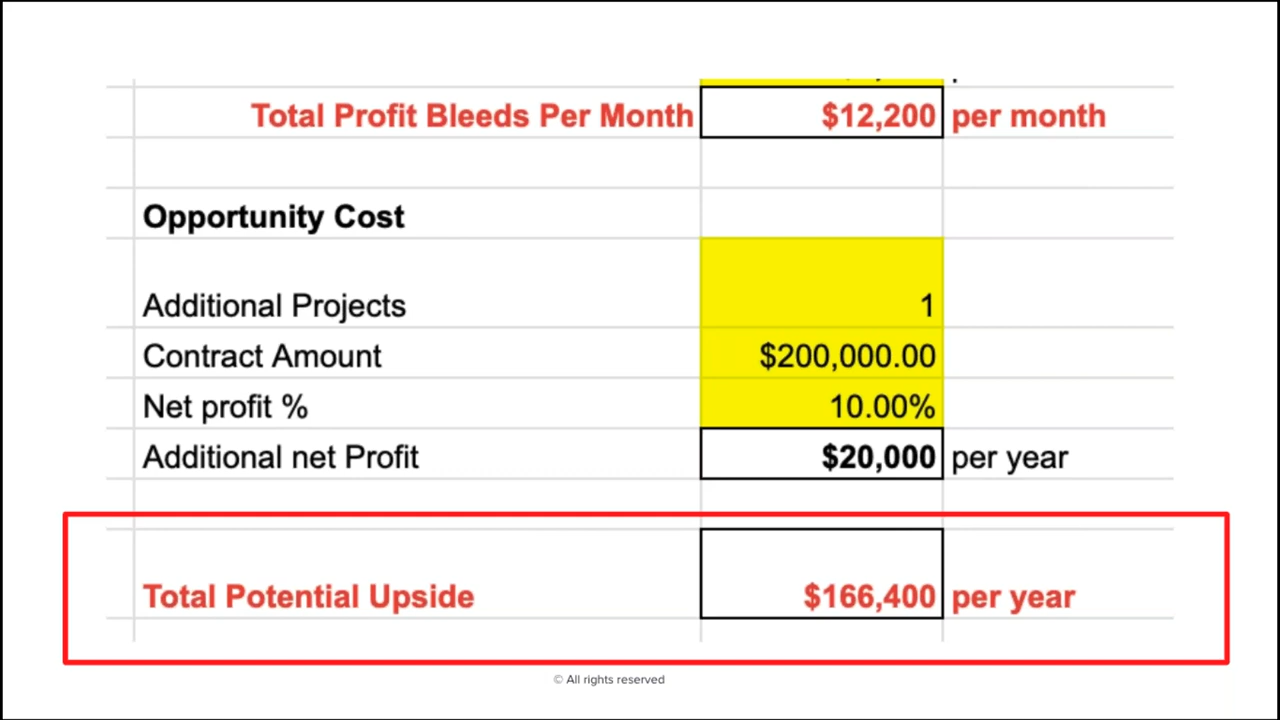 Total Profit Bleeds Per Month $12,200 per month
Opportunity Cost
Additional Projects 1
Contract Amount $200,000.00
Net profit % 10.00%
Additional net Profit $20,000 per year
Total Potential Upside $166,400 per year
© All rights reserved